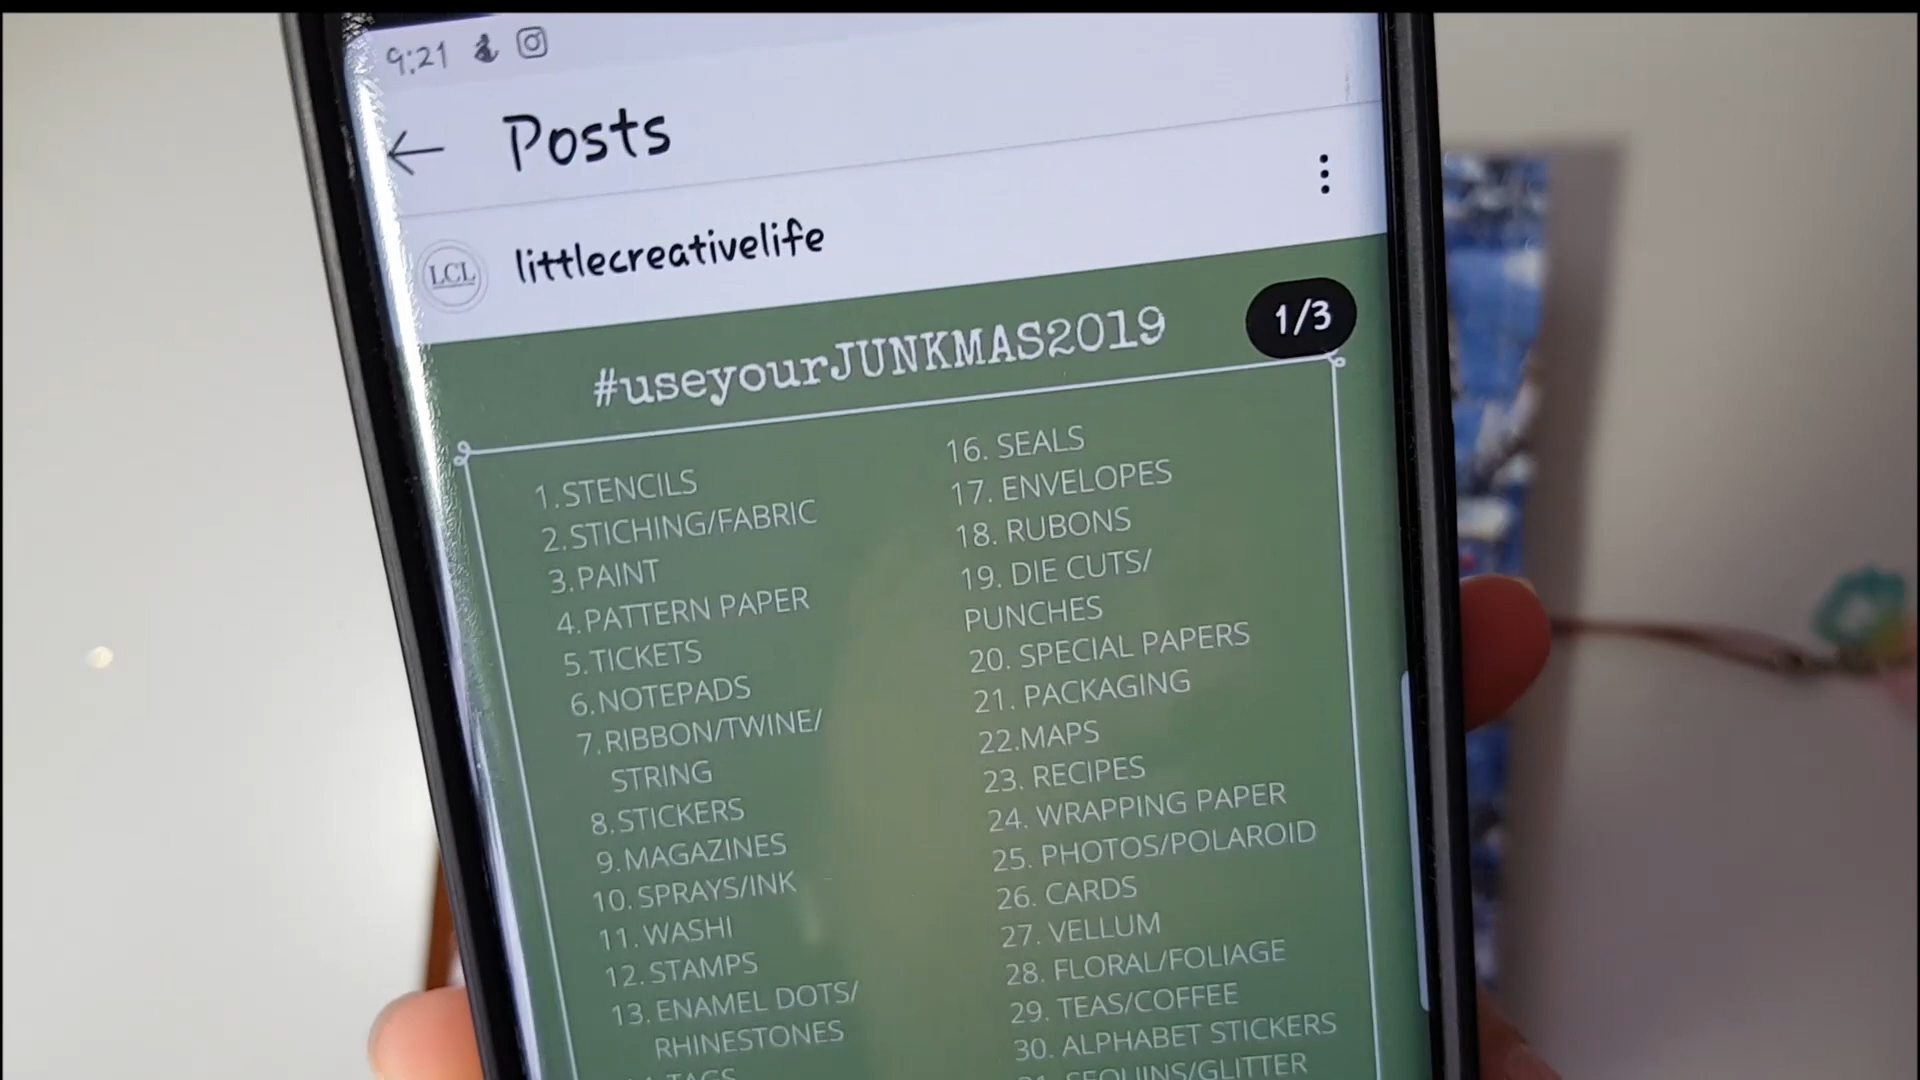 9:21
Posts
LCL
littlecreativelife
1/3
#useyourJUNKMAS2019
1. STENCILS
2. STICHING/FABRIC
3. PAINT
4. PATTERN PAPER
5. TICKETS
6. NOTEPADS
7. RIBBON/TWINE/
STRING
8. STICKERS
9. MAGAZINES
10. SPRAYS/INK
11. WASHI
12. STAMPS
13. ENAMEL DOTS/
RHINESTONES
TAGS
16. SEALS
17. ENVELOPES
18. RUBONS
19. DIE CUTS/
PUNCHES
20. SPECIAL PAPERS
21. PACKAGING
22.MAPS
23. RECIPES
24. WRAPPING PAPER
25. PHOTOS/POLAROID
26. CARDS
27. VELLUM
28. FLORAL/FOLIAGE
29. TEAS/COFFEE
30. ALPHABET STICKERS
31. SEQUINS/GLITTER